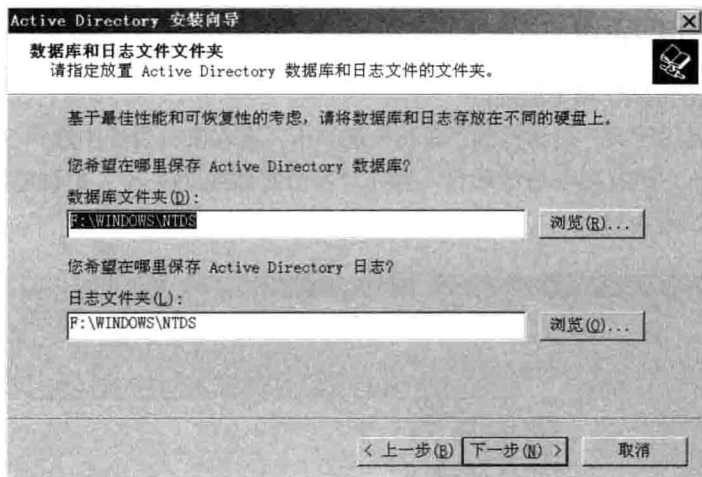 Active Directory 安装向导
数据库和日志文件文件夹
请指定放置 Active Directory 数据库和日志文件的文件夹。
基于最佳性能和可恢复性的考虑，请将数据库和日志存放在不同的硬盘上。
您希望在哪里保存 Active Directory 数据库?
数据库文件夹(D):
F:\WINDOWS\NTDS
浏览(R)...
您希望在哪里保存 Active Directory 日志?
日志文件夹(L):
F:\WINDOWS\NTDS
浏览(O)...
< 上一步(B) 下一步(N) > 取消